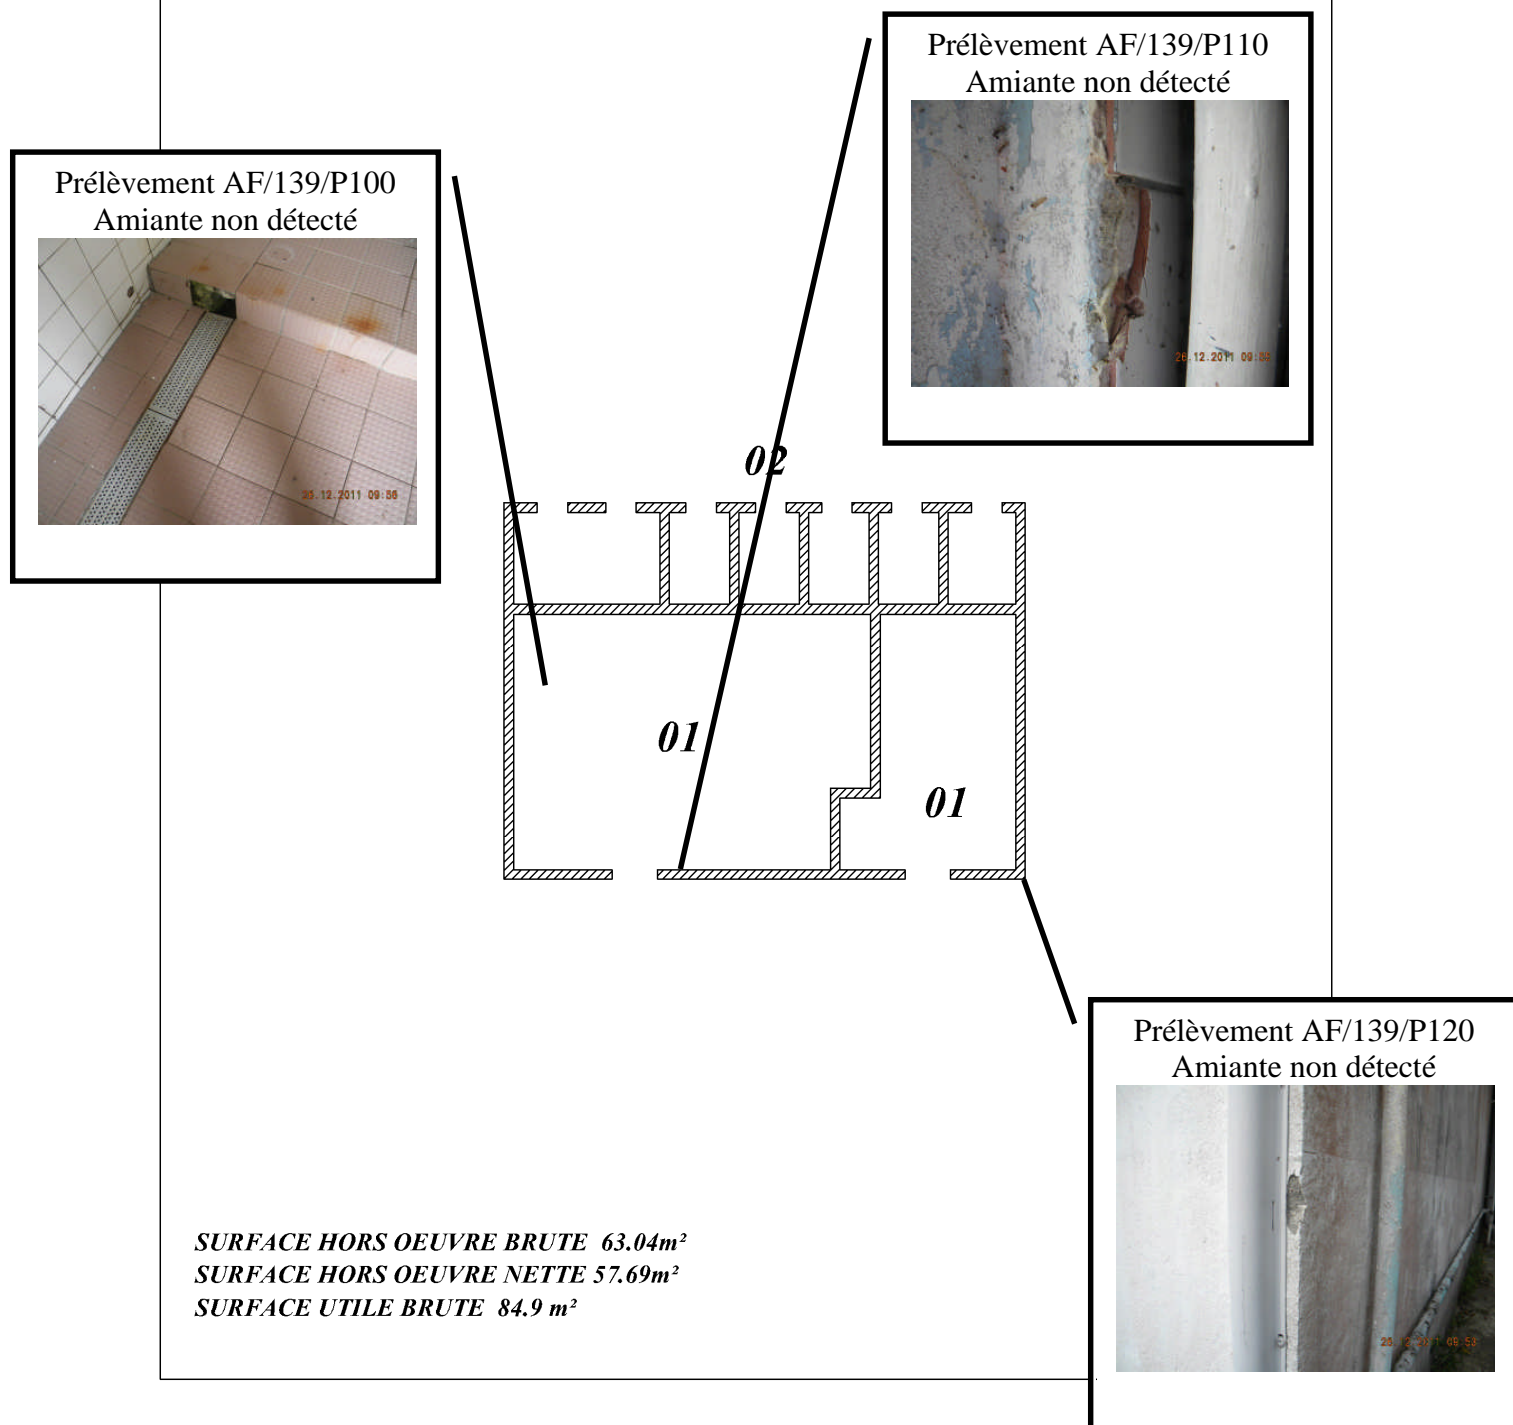 Prélèvement AF/139/P110
Amiante non détecté
Prélèvement AF/139/P100
Amiante non détecté
02
01
01
Prélèvement AF/139/P120
Amiante non détecté
SURFACE HORS OEUVRE BRUTE 63.04m²
SURFACE HORS OEUVRE NETTE 57.69m²
SURFACE UTILE BRUTE 84.9 m²